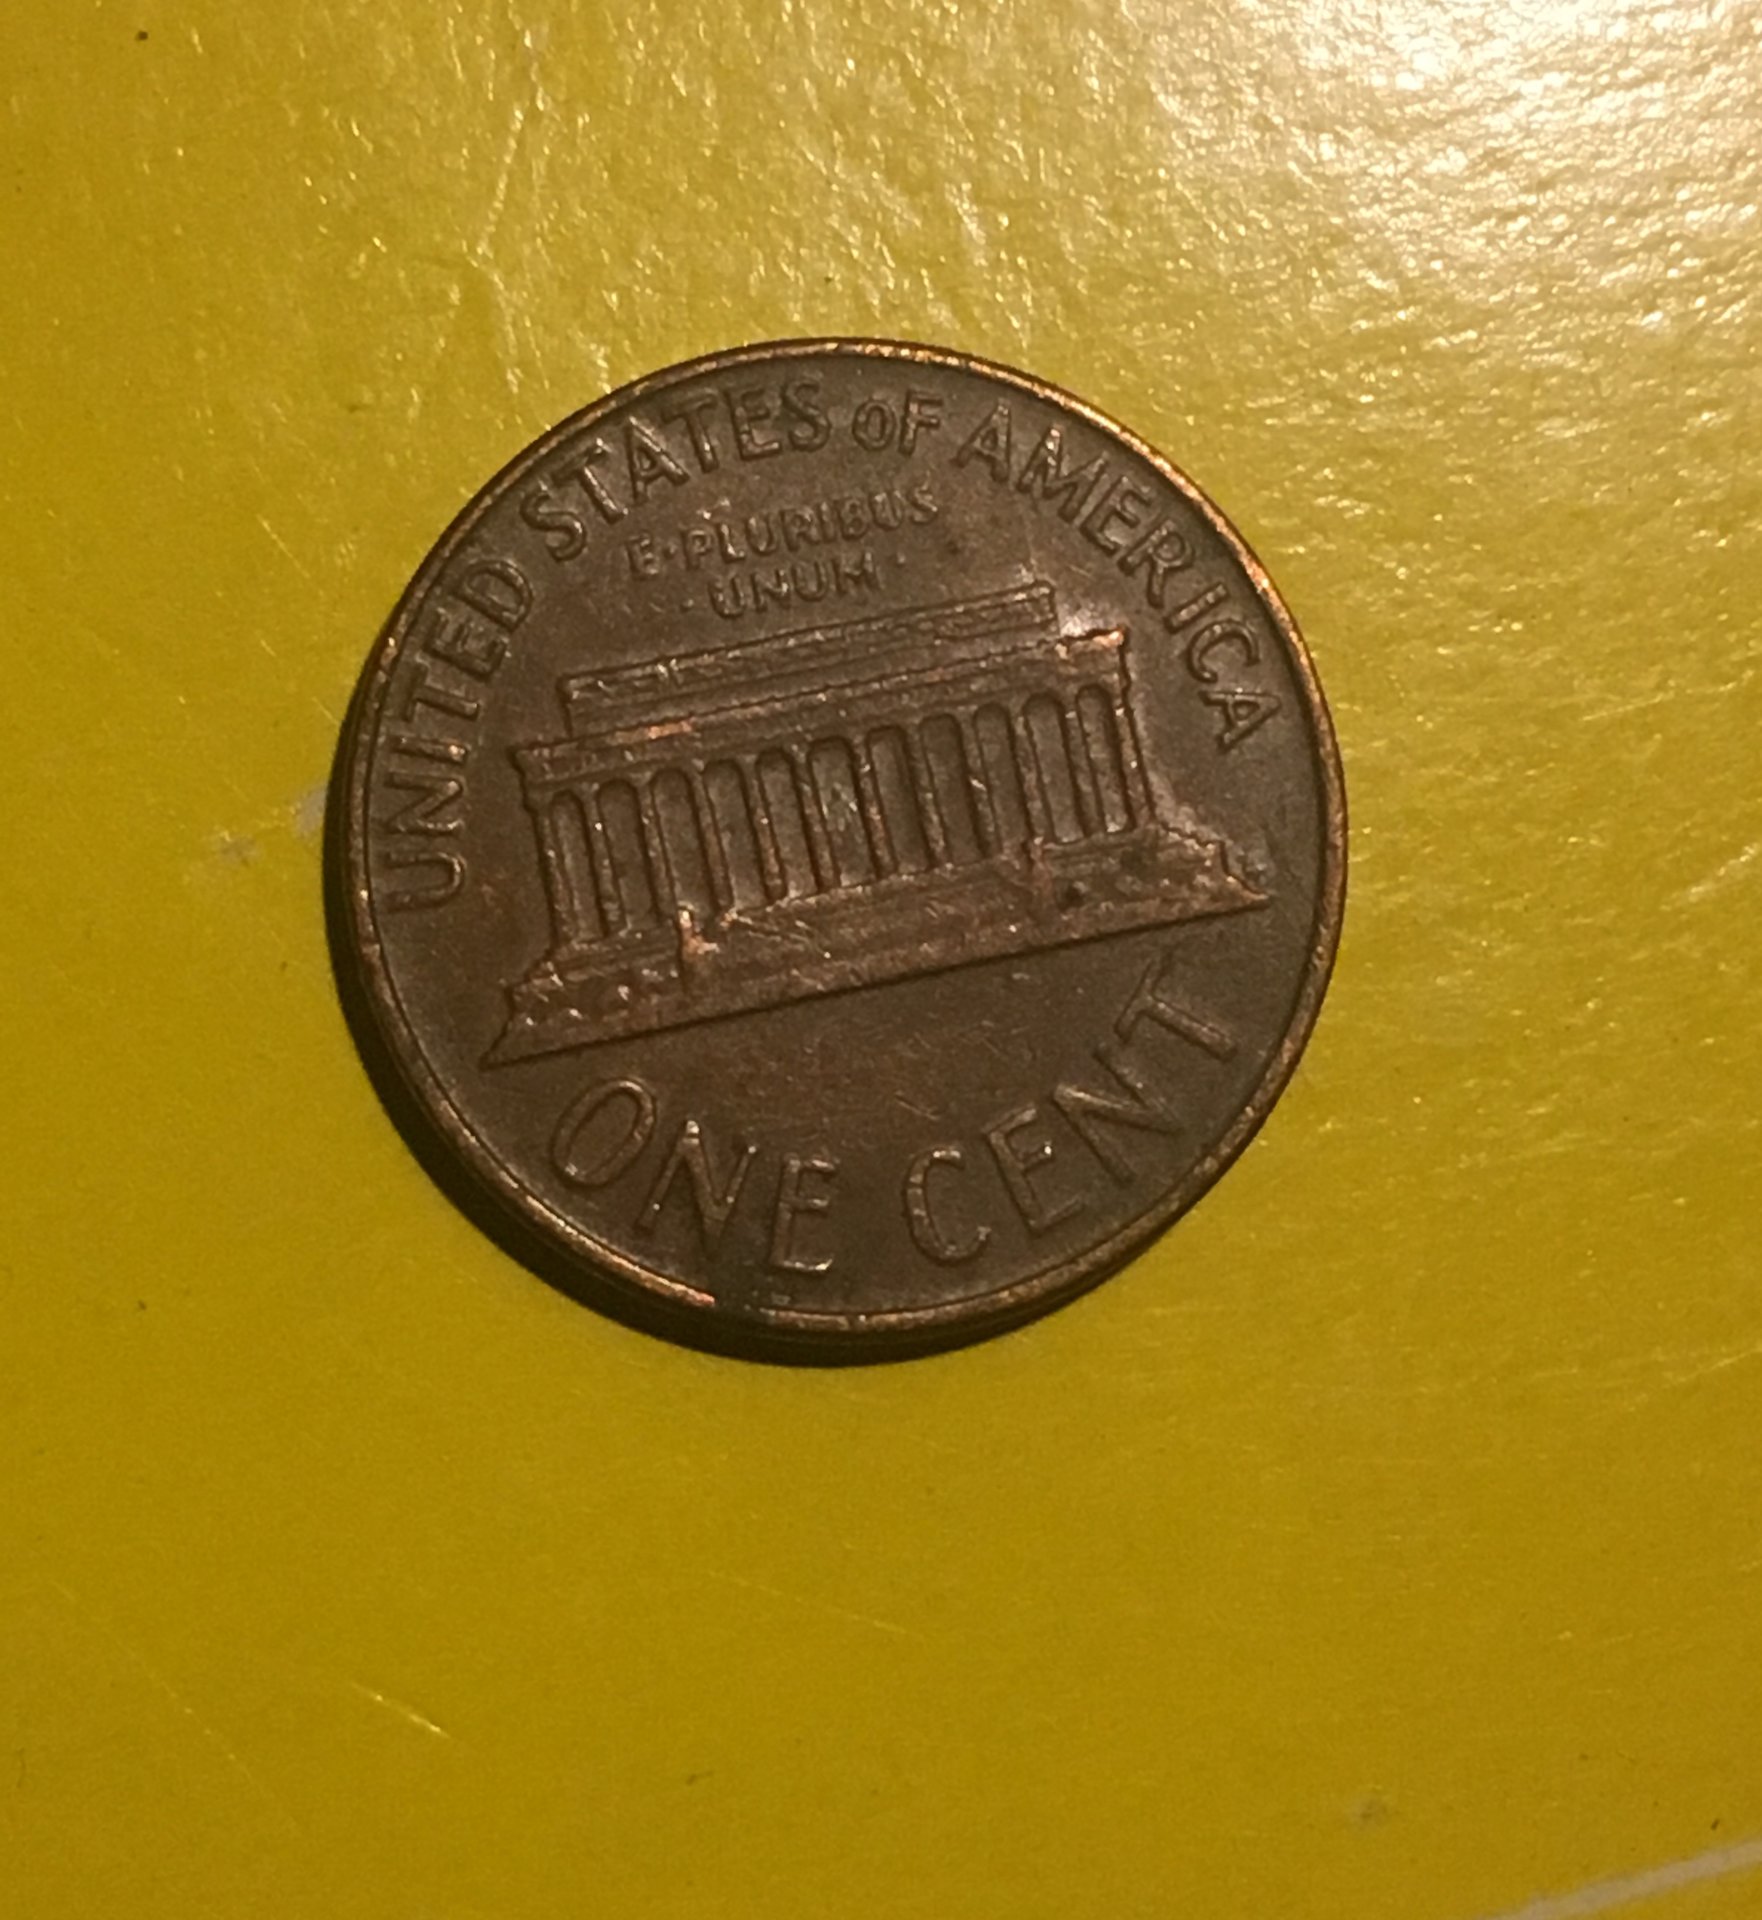 UNITED STATES OF AMERICA
E·PLURIBUS
·UNUM·
ONE CENT